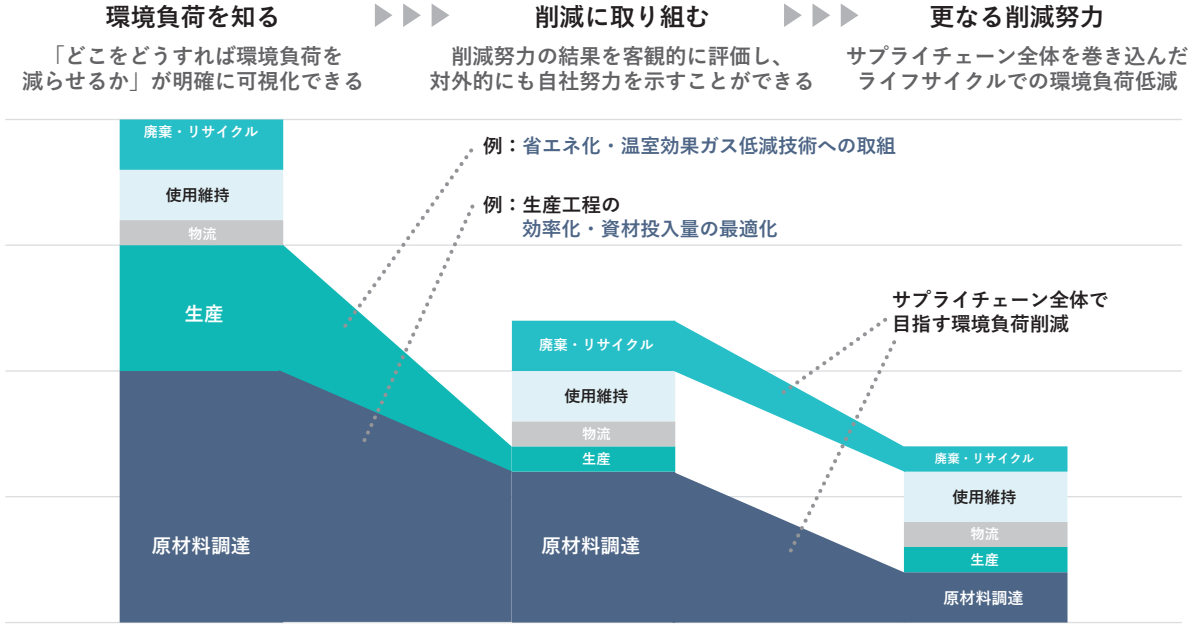 環境負荷を知る
「どこをどうすれば環境負荷を
減らせるか」が明確に可視化できる
削減に取り組む
削減努力の結果を客観的に評価し、
対外的にも自社努力を示すことができる
更なる削減努力
サプライチェーン全体を巻き込んだ
ライフサイクルでの環境負荷低減
廃棄・リサイクル
使用維持
物流
生産
原材料調達
例：省エネ化・温室効果ガス低減技術への取組
例：生産工程の
効率化・資材投入量の最適化
廃棄・リサイクル
使用維持
物流
生産
原材料調達
サプライチェーン全体で
目指す環境負荷削減
廃棄・リサイクル
使用維持
物流
生産
原材料調達